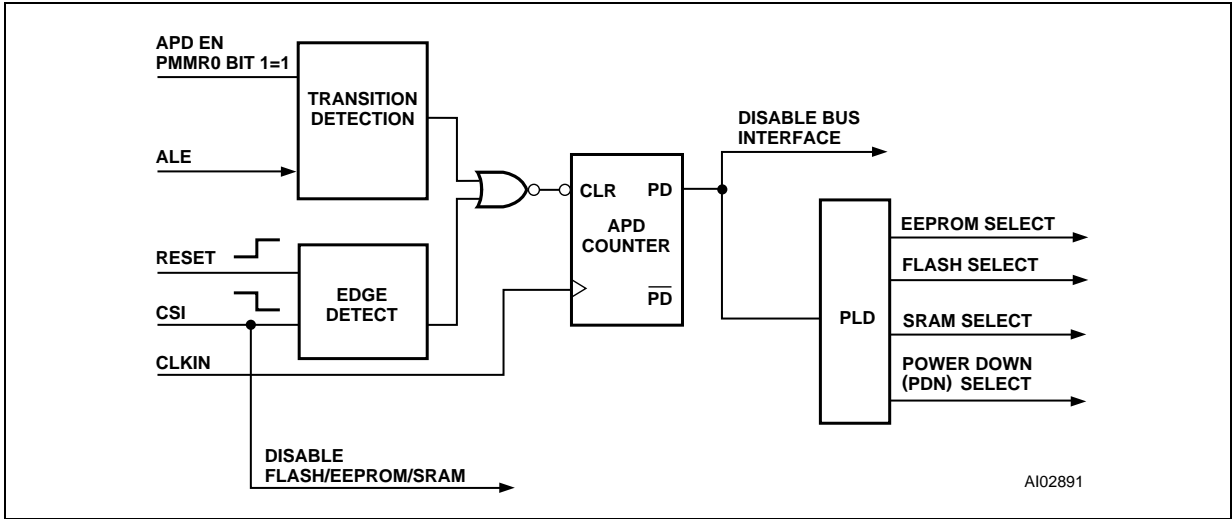 APD EN
PMMR0 BIT 1=1
TRANSITION
DETECTION
ALE
RESET
CSI
CLKIN
EDGE
DETECT
DISABLE
FLASH/EEPROM/SRAM
CLR
PD
APD
COUNTER
PD
DISABLE BUS
INTERFACE
PLD
EEPROM SELECT
FLASH SELECT
SRAM SELECT
POWER DOWN
(PDN) SELECT
AI02891